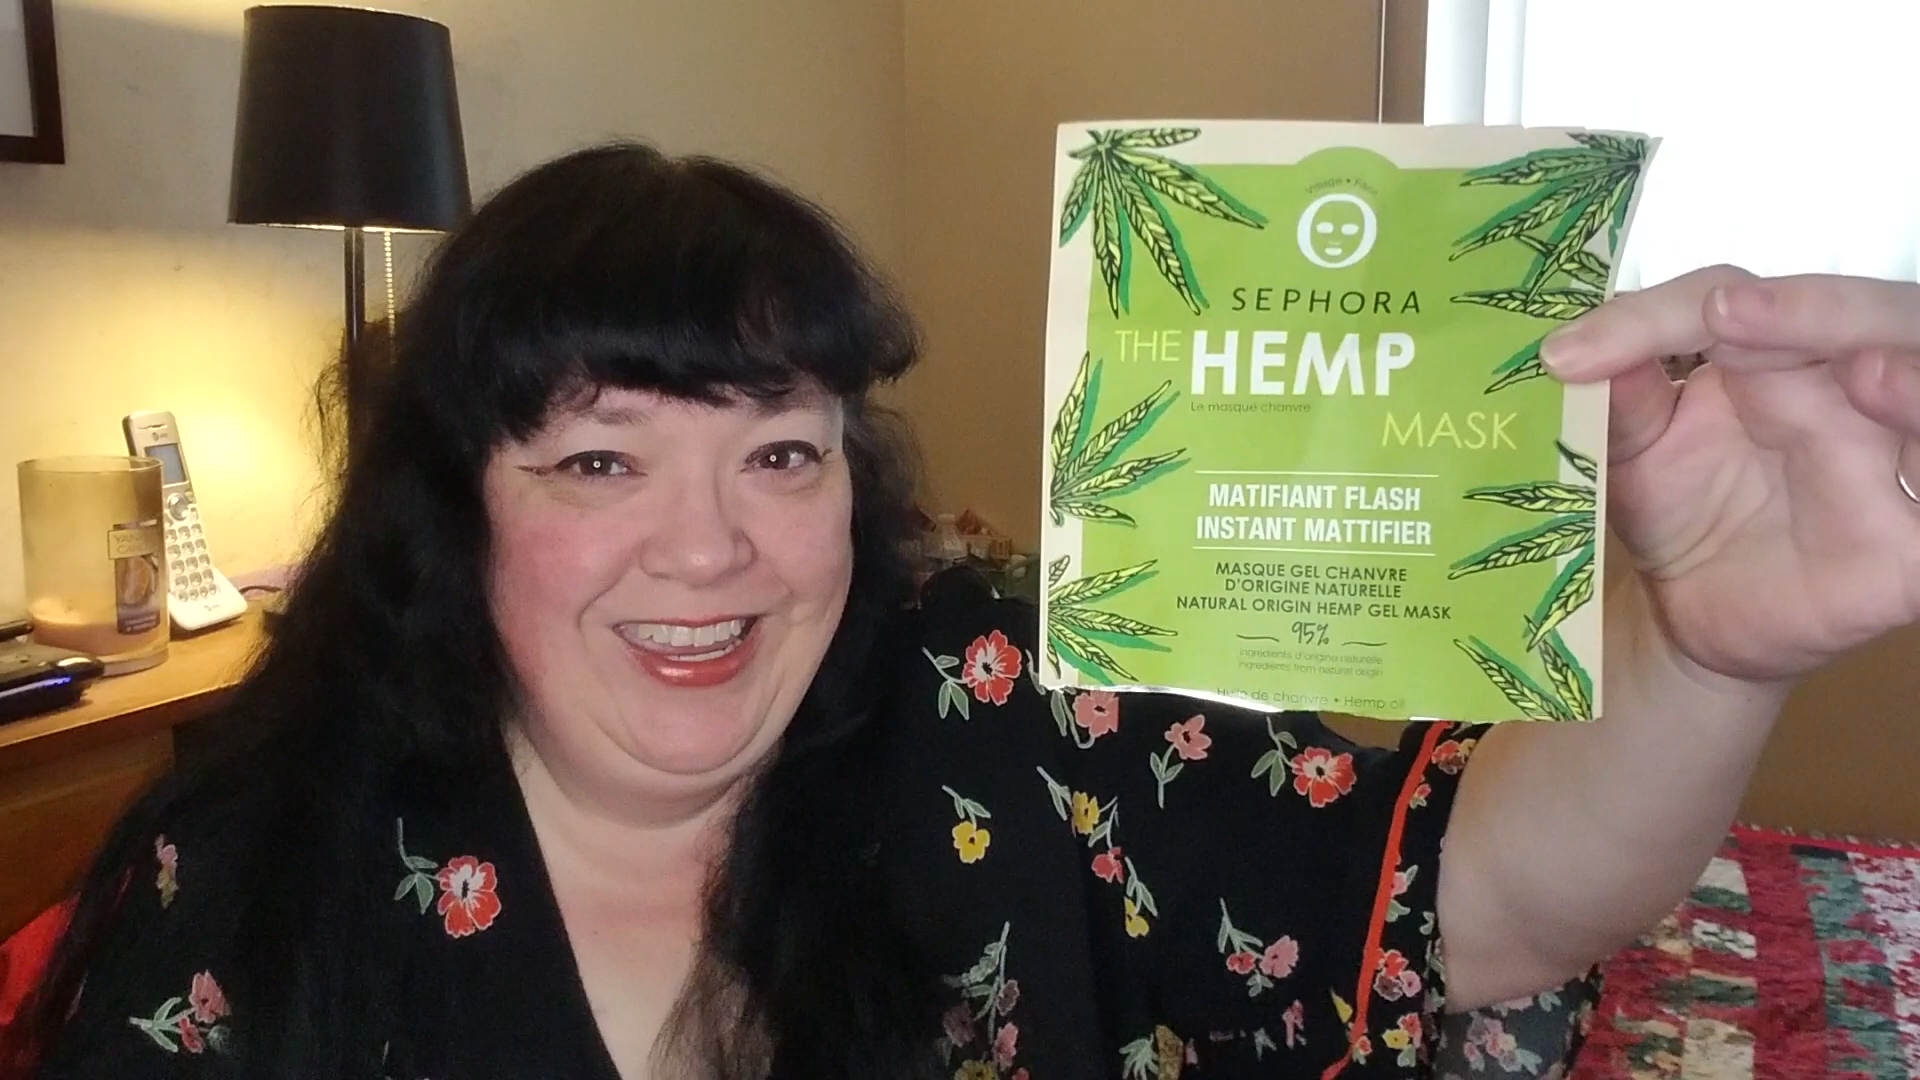 Visage • Face
SEPHORA
THE HEMP
Le masque chanvre
MASK
MATIFIANT FLASH
INSTANT MATTIFIER
MASQUE GEL CHANVRE
D'ORIGINE NATURELLE
NATURAL ORIGIN HEMP GEL MASK
95%
ingrédients d'origine naturelle
ingredients from natural origin
Huile de chanvre • Hemp oil